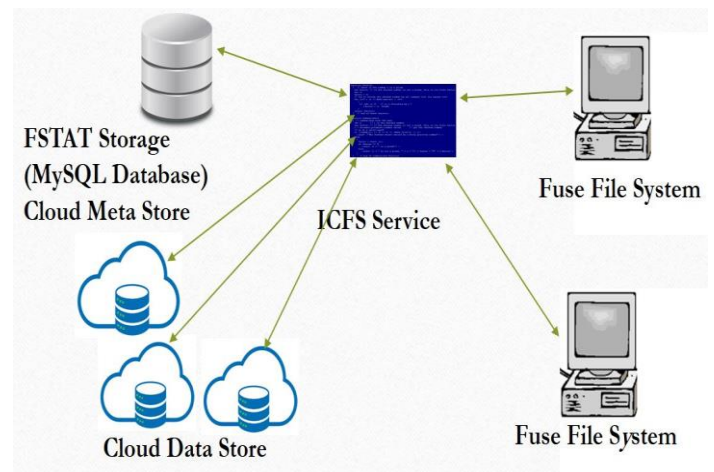 FSTAT Storage
(MySQL Database)
Cloud Meta Store
ICFS Service
Fuse File System
Cloud Data Store
Fuse File System